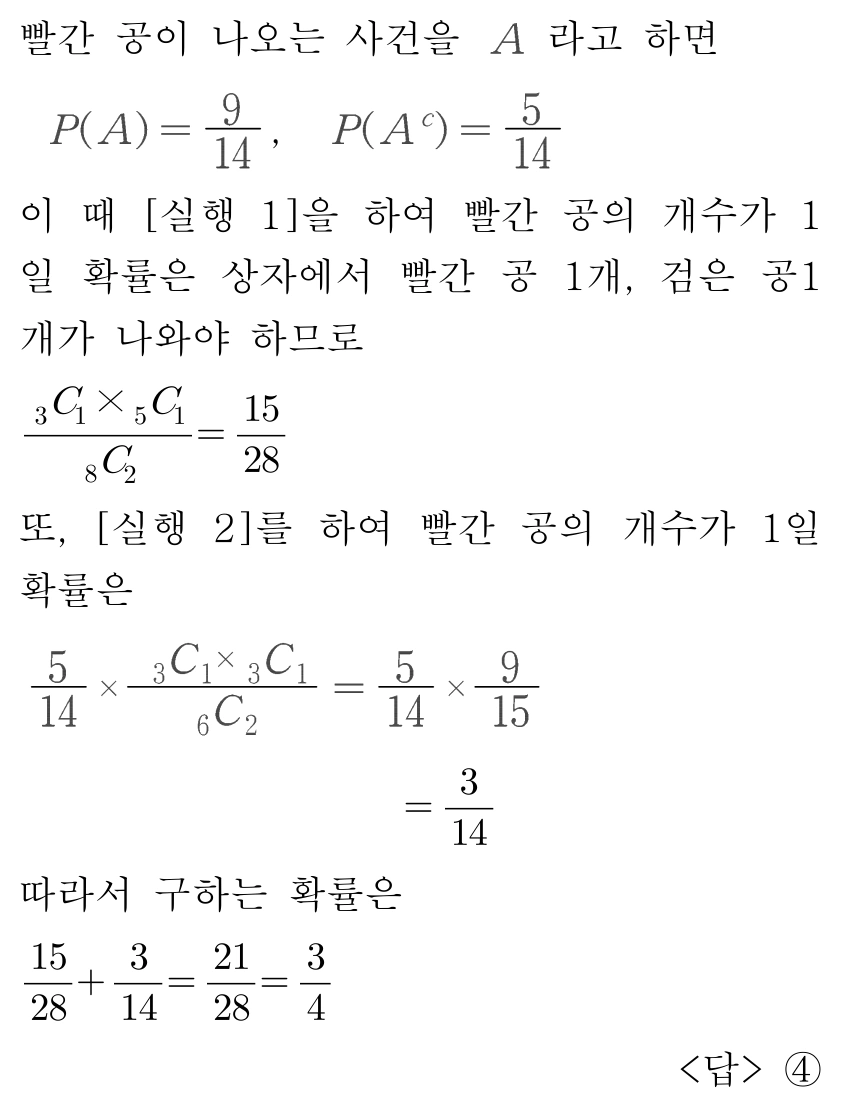 빨간 공이 나오는 사건을 A 라고 하면
P(A) = 9/14 , P(Aᶜ) = 5/14
이 때 [실행 1]을 하여 빨간 공의 개수가 1
일 확률은 상자에서 빨간 공 1개, 검은 공1
개가 나와야 하므로
(₃C₁ × ₅C₁)/₈C₂ = 15/28
또, [실행 2]를 하여 빨간 공의 개수가 1일
확률은
5/14 × (₃C₁ × ₃C₁)/₆C₂ = 5/14 × 9/15
= 3/14
따라서 구하는 확률은
15/28 + 3/14 = 21/28 = 3/4
<답> ④